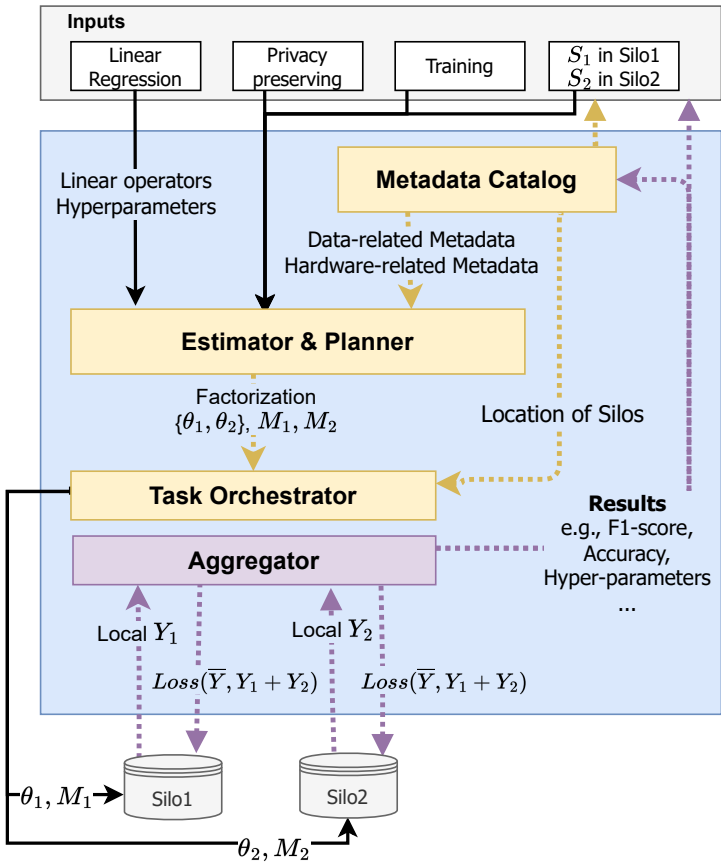 Inputs
Linear
Regression
Privacy
preserving
Training
S₁ in Silo1
S₂ in Silo2
Linear operators
Hyperparameters
Metadata Catalog
Data-related Metadata
Hardware-related Metadata
Estimator & Planner
Factorization
{θ₁, θ₂}, M₁, M₂
Location of Silos
Task Orchestrator
Results
e.g., F1-score,
Accuracy,
Hyper-parameters
...
Aggregator
Local Y₁
Local Y₂
Loss(Y̅, Y₁ + Y₂)
Loss(Y̅, Y₁ + Y₂)
Silo1
Silo2
θ₁, M₁
θ₂, M₂